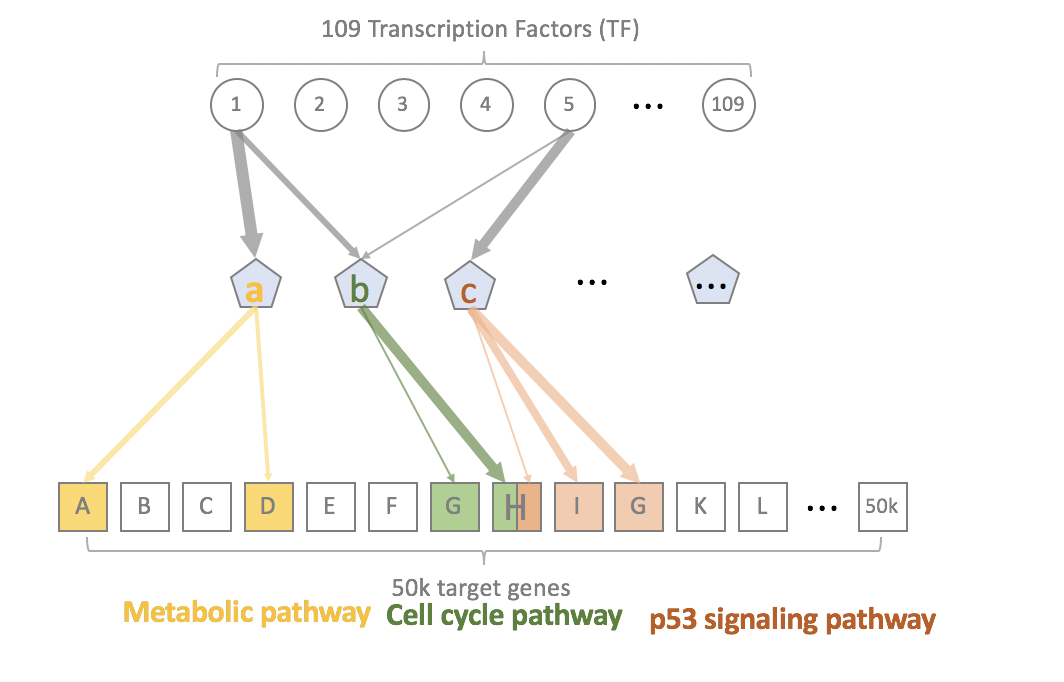 109 Transcription Factors (TF)
1 2 3 4 5 ... 109
a b c ... ...
A B C D E F G H I G K L ... 50k
50k target genes
Metabolic pathway Cell cycle pathway p53 signaling pathway